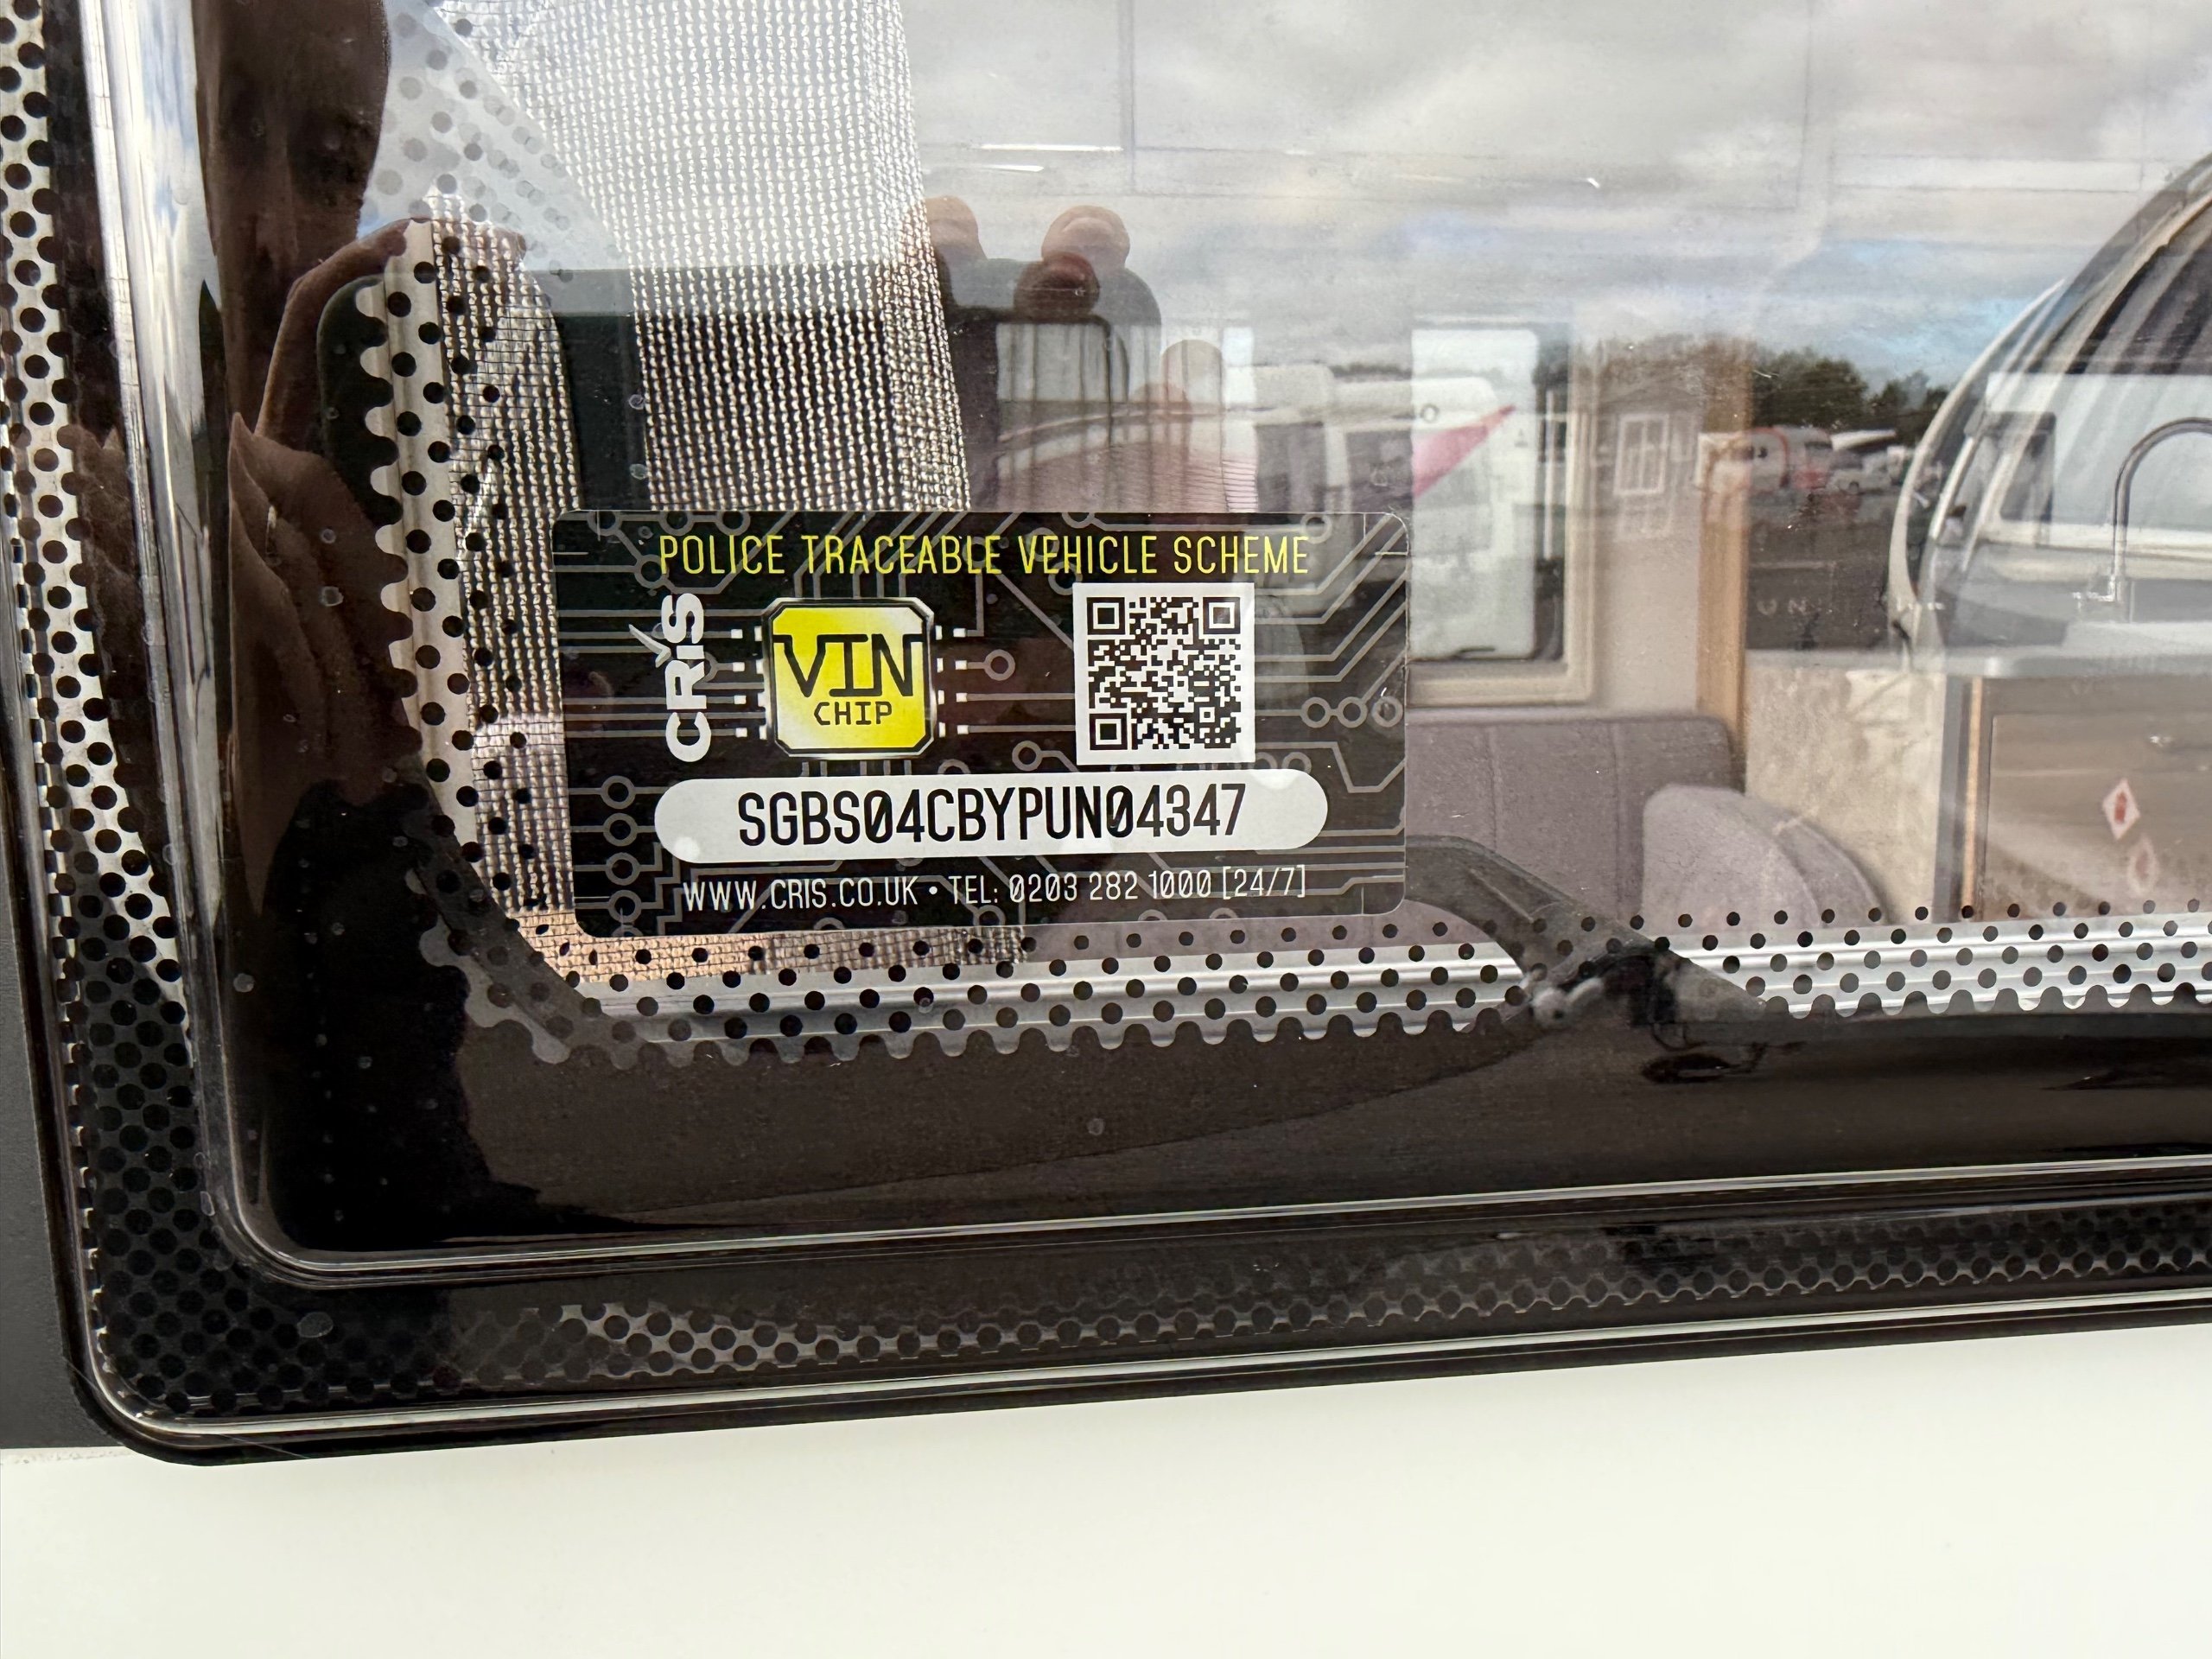 POLICE TRACEABLE VEHICLE SCHEME
CRiS
VIN
CHIP
SGBS04CBYPUN04347
WWW.CRIS.CO.UK • TEL: 0203 282 1000 [24/7]